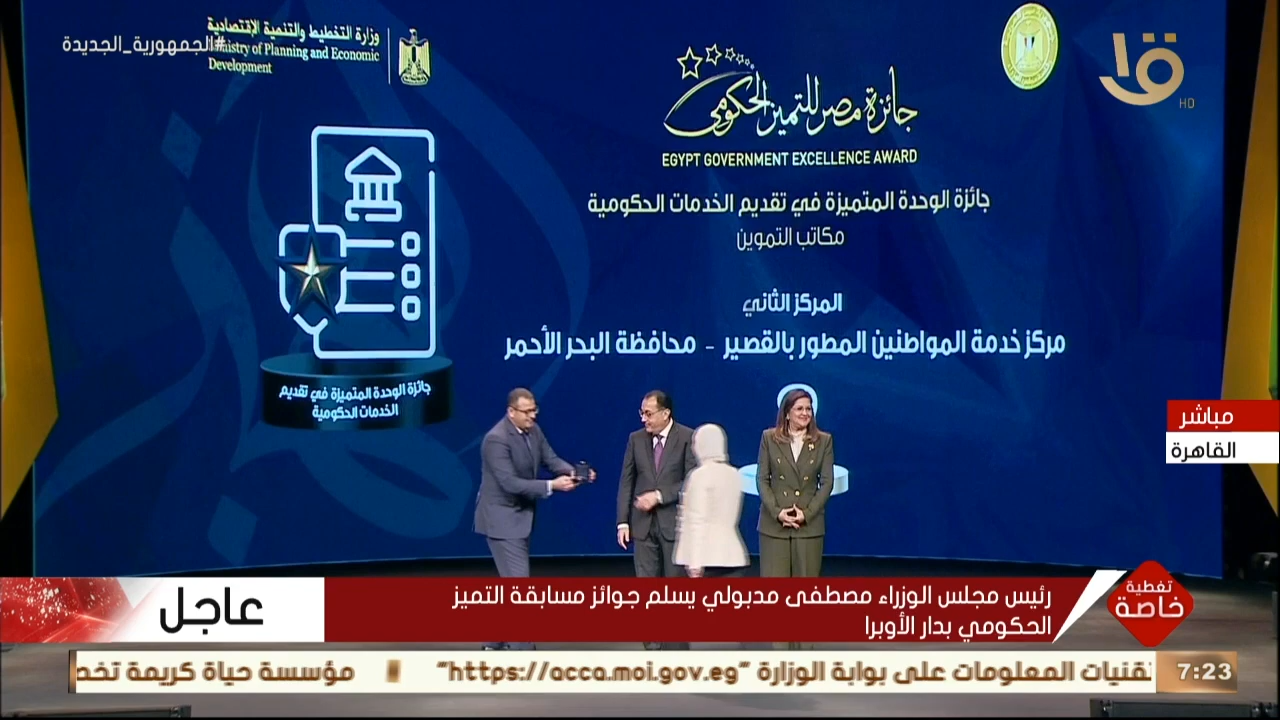 #الجمهورية_الجديدة
وزارة التخطيط والتنمية الإقتصادية
Ministry of Planning and Economic
Development
HD
جائزة مصر للتميز الحكومي
EGYPT GOVERNMENT EXCELLENCE AWARD
جائزة الوحدة المتميزة في تقديم الخدمات الحكومية
مكاتب التموين
المركز الثاني
مركز خدمة المواطنين المطور بالقصير - محافظة البحر الأحمر
جائزة الوحدة المتميزة في تقديم
الخدمات الحكومية
مباشر
القاهرة
تغطية
خاصة
رئيس مجلس الوزراء مصطفى مدبولي يسلم جوائز مسابقة التميز
الحكومي بدار الأوبرا
عاجل
7:23
تقنيات المعلومات على بوابة الوزارة "https://acca.moi.gov.eg" مؤسسة حياة كريمة